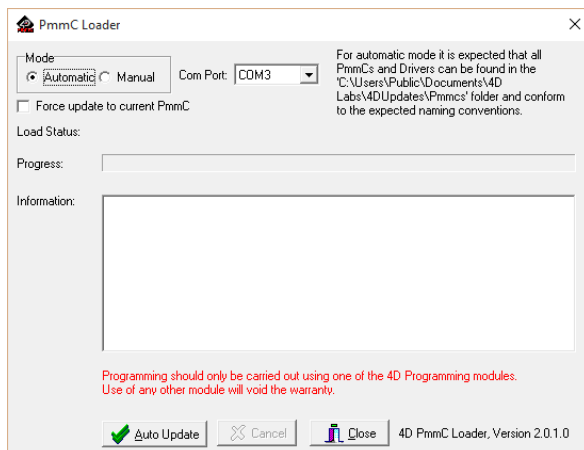 PmmC Loader
Mode
Automatic Manual
Com Port: COM3
For automatic mode it is expected that all
PmmCs and Drivers can be found in the
'C:\Users\Public\Documents\4D
Labs\4DUpdates\Pmmcs' folder and conform
to the expected naming conventions.
Force update to current PmmC
Load Status:
Progress:
Information:
Programming should only be carried out using one of the 4D Programming modules.
Use of any other module will void the warranty.
Auto Update Cancel Close 4D PmmC Loader, Version 2.0.1.0